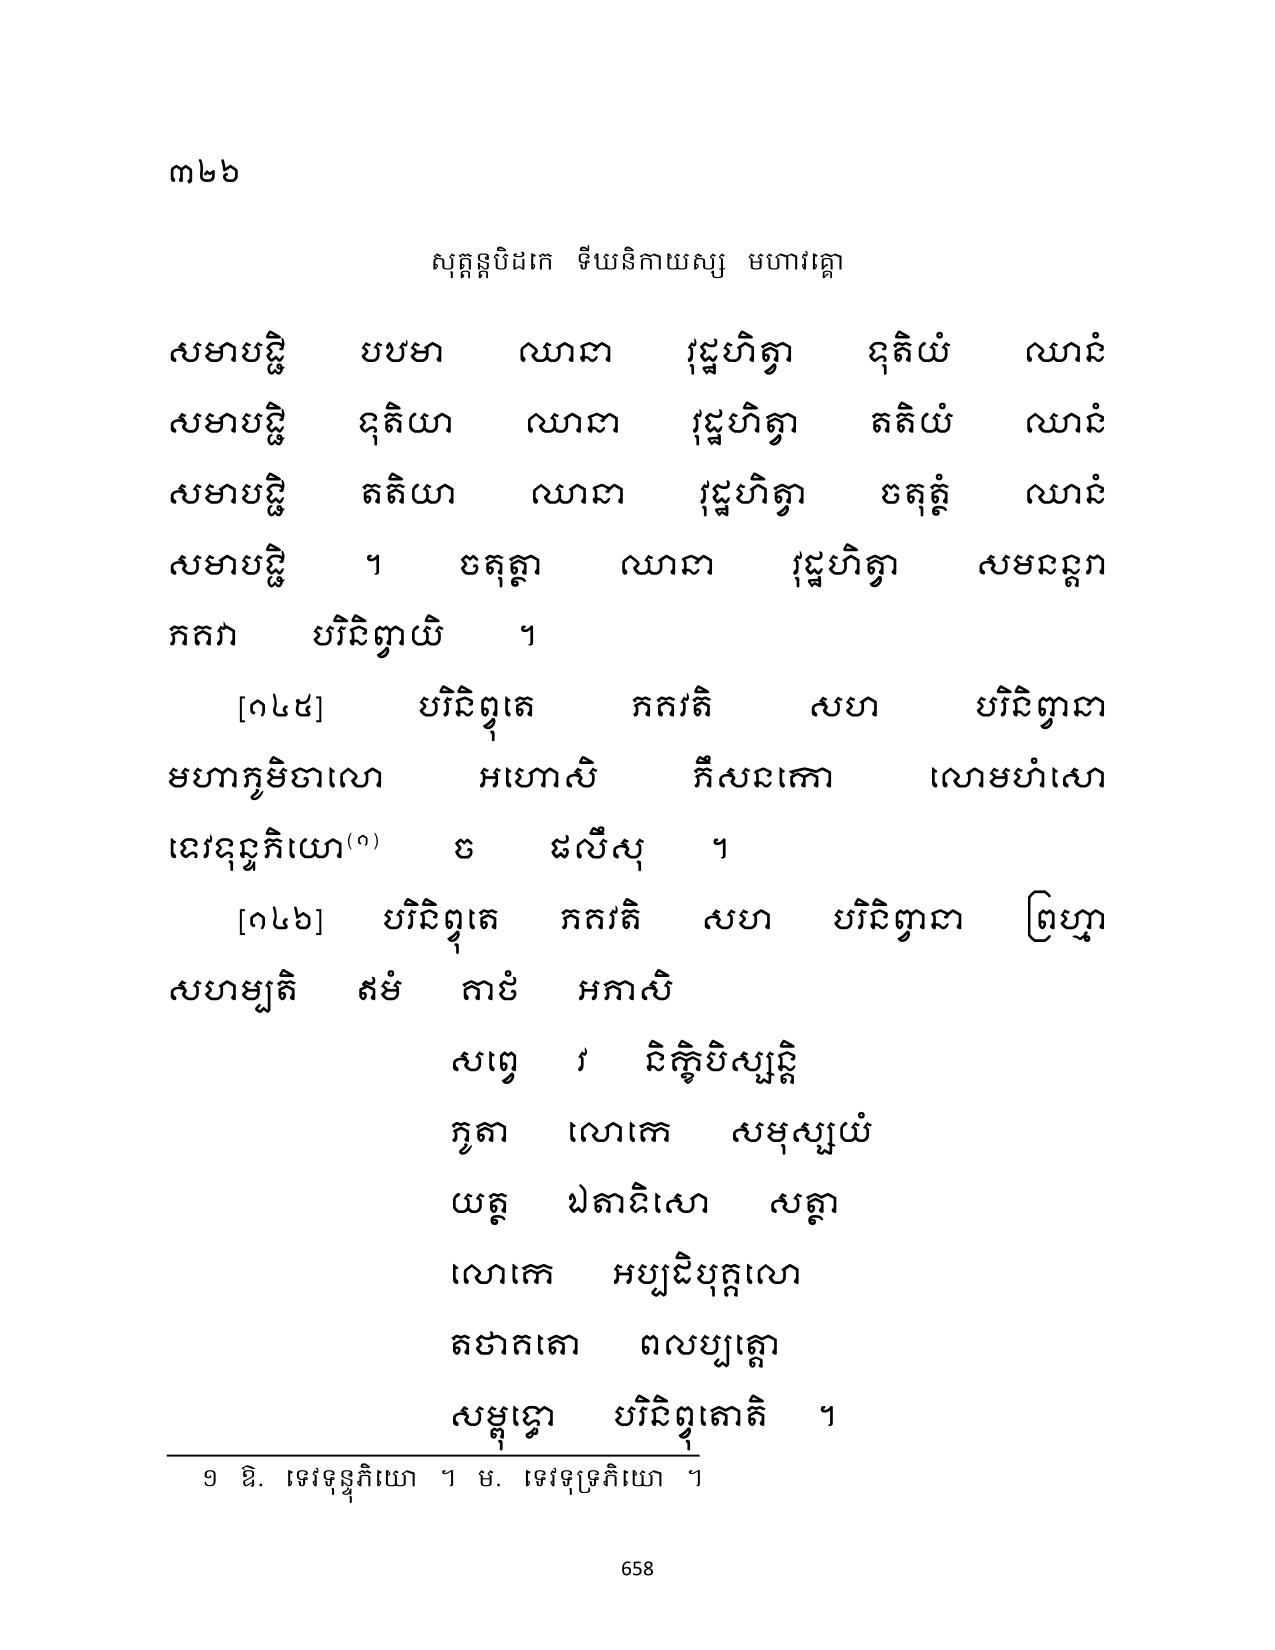 ៣២៦
សុត្តន្តបិដកេ ទីឃនិកាយស្ស មហាវគ្គោ
សមាបជ្ជិ បឋមា ឈានា វុដ្ឋហិត្វា ទុតិយំ ឈានំ
សមាបជ្ជិ ទុតិយា ឈានា វុដ្ឋហិត្វា តតិយំ ឈានំ
សមាបជ្ជិ តតិយា ឈានា វុដ្ឋហិត្វា ចតុត្ថំ ឈានំ
សមាបជ្ជិ ។ ចតុត្ថា ឈានា វុដ្ឋហិត្វា សមនន្តរា
ភគវា បរិនិព្វាយិ ។
[១៤៥] បរិនិព្វុតេ ភគវតិ សហ បរិនិព្វានា
មហាភូមិចាលោ អហោសិ ភឹសនកោ លោមហំសោ
ទេវទុន្ទភិយោ(១) ច ផលឹសុ ។
[១៤៦] បរិនិព្វុតេ ភគវតិ សហ បរិនិព្វានា ព្រហ្មា
សហម្បតិ ឥមំ គាថំ អភាសិ
សព្វេ វ និក្ខិបិស្សន្តិ
ភូតា លោកេ សមុស្សយំ
យត្ថ ឯតាទិសោ សត្ថា
លោកេ អប្បដិបុគ្គលោ
តថាគតោ ពលប្បត្តោ
សម្ពុទ្ធោ បរិនិព្វុតោតិ ។
១ ឱ. ទេវទុន្ទុភិយោ ។ ម. ទេវទុទ្រភិយោ ។
658